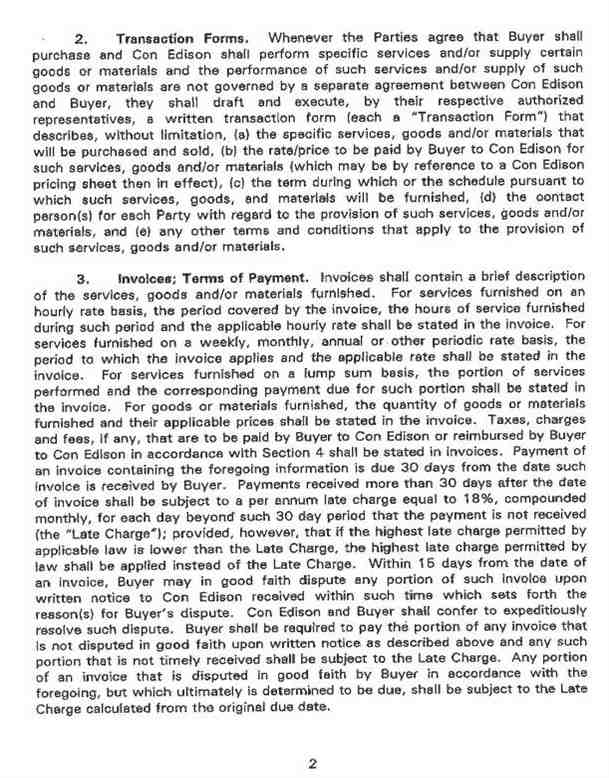 2. Transaction Forms. Whenever the Parties agree that Buyer shall
purchase and Con Edison shall perform specific services and/or supply certain
goods or materials and the performance of such services and/or supply of such
goods or materials are not governed by a separate agreement between Con Edison
and Buyer, they shall draft and execute, by their respective authorized
representatives, a written transaction form (each a "Transaction Form") that
describes, without limitation, (a) the specific services, goods and/or materials that
will be purchased and sold, (b) the rate/price to be paid by Buyer to Con Edison for
such services, goods and/or materials (which may be by reference to a Con Edison
pricing sheet then in effect), (c) the term during which or the schedule pursuant to
which such services, goods, and materials will be furnished, (d) the contact
person(s) for each Party with regard to the provision of such services, goods and/or
materials, and (e) any other terms and conditions that apply to the provision of
such services, goods and/or materials.
3. Invoices; Terms of Payment. Invoices shall contain a brief description
of the services, goods and/or materials furnished. For services furnished on an
hourly rate basis, the period covered by the invoice, the hours of service furnished
during such period and the applicable hourly rate shall be stated in the invoice. For
services furnished on a weekly, monthly, annual or other periodic rate basis, the
period to which the invoice applies and the applicable rate shall be stated in the
invoice. For services furnished on a lump sum basis, the portion of services
performed and the corresponding payment due for such portion shall be stated in
the invoice. For goods or materials furnished, the quantity of goods or materials
furnished and their applicable prices shall be stated in the invoice. Taxes, charges
and fees, if any, that are to be paid by Buyer to Con Edison or reimbursed by Buyer
to Con Edison in accordance with Section 4 shall be stated in invoices. Payment of
an invoice containing the foregoing information is due 30 days from the date such
invoice is received by Buyer. Payments received more than 30 days after the date
of invoice shall be subject to a per annum late charge equal to 18%, compounded
monthly, for each day beyond such 30 day period that the payment is not received
(the "Late Charge"); provided, however, that if the highest late charge permitted by
applicable law is lower than the Late Charge, the highest late charge permitted by
law shall be applied instead of the Late Charge. Within 15 days from the date of
an invoice, Buyer may in good faith dispute any portion of such invoice upon
written notice to Con Edison received within such time which sets forth the
reason(s) for Buyer's dispute. Con Edison and Buyer shall confer to expeditiously
resolve such dispute. Buyer shall be required to pay the portion of any invoice that
is not disputed in good faith upon written notice as described above and any such
portion that is not timely received shall be subject to the Late Charge. Any portion
of an invoice that is disputed in good faith by Buyer in accordance with the
foregoing, but which ultimately is determined to be due, shall be subject to the Late
Charge calculated from the original due date.
2